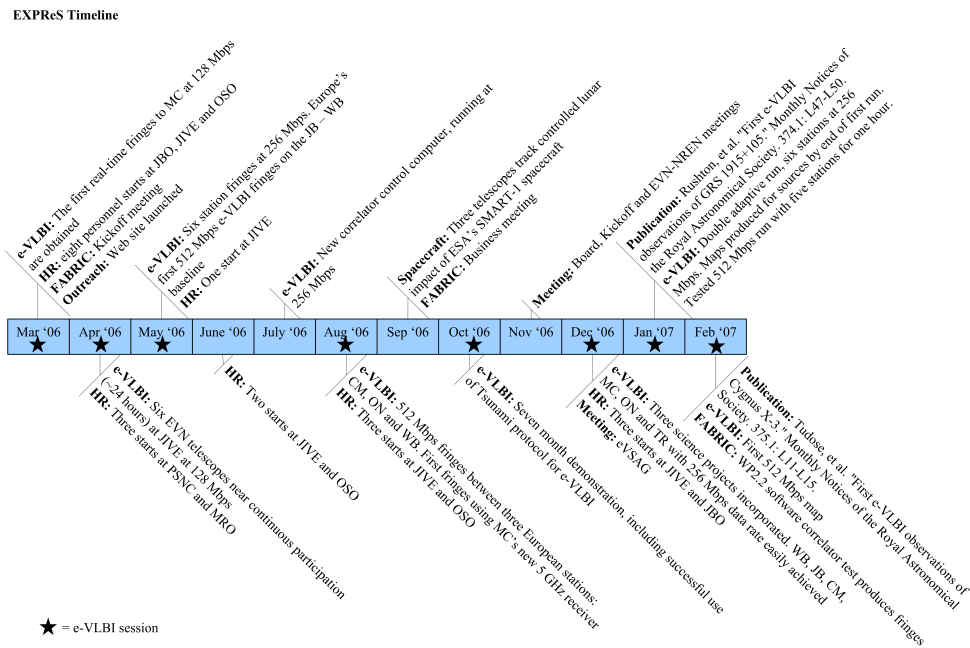 EXPReS Timeline
e-VLBI: The first real-time fringes to MC at 128 Mbps
are obtained
HR: eight personnel starts at JBO, JIVE and OSO
FABRIC: Kickoff meeting
Outreach: Web site launched
e-VLBI: Six station fringes at 256 Mbps. Europe's
first 512 Mbps e-VLBI fringes on the JB – WB
baseline
HR: One start at JIVE
e-VLBI: New correlator control computer, running at
256 Mbps
Spacecraft: Three telescopes track controlled lunar
impact of ESA's SMART-1 spacecraft
FABRIC: Business meeting
Meeting: Board, Kickoff and EVN-NREN meetings
Publication: Rushton, et al. "First e-VLBI
observations of GRS 1915+105." Monthly Notices of
the Royal Astronomical Society. 374.1: L47-L50.
e-VLBI: Double adaptive run, six stations at 256
Mbps. Maps produced for sources by end of first run.
Tested 512 Mbps run with five stations for one hour.
Mar '06
Apr '06
May '06
June '06
July '06
Aug '06
Sep '06
Oct '06
Nov '06
Dec '06
Jan '07
Feb '07
e-VLBI: Six EVN telescopes near continuous participation
(~24 hours) at JIVE at 128 Mbps
HR: Three starts at PSNC and MRO
HR: Two starts at JIVE and OSO
e-VLBI: 512 Mbps fringes between three European stations:
CM, ON and WB. First fringes using MC's new 5 GHz receiver
HR: Three starts at JIVE and OSO
e-VLBI: Seven month demonstration, including successful use
of Tsunami protocol for e-VLBI
e-VLBI: Three science projects incorporated. WB, JB, CM,
MC, ON and TR with 256 Mbps data rate easily achieved
HR: Three starts at JIVE and JBO
Meeting: eVSAG
Publication: Tudose, et al. "First e-VLBI observations of
Cygnus X-3." Monthly Notices of the Royal Astronomical
Society. 375.1: L11-L15.
e-VLBI: First 512 Mbps map
FABRIC: WP2.2 software correlator test produces fringes
= e-VLBI session